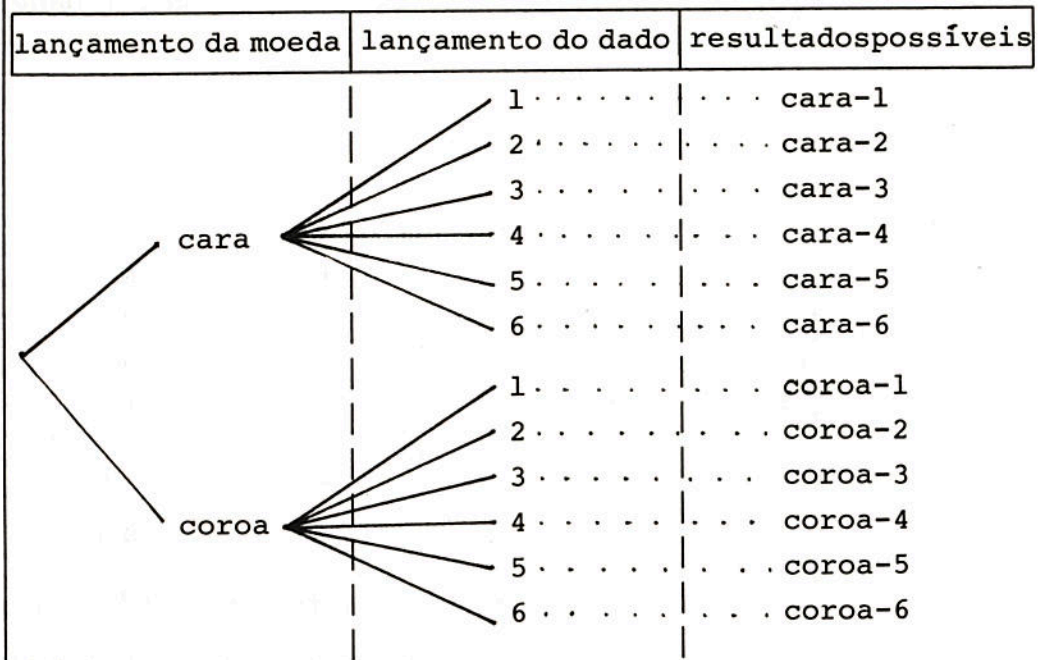 lançamento da moeda lançamento do dado resultadospossíveis
1 cara-1
2 cara-2
3 cara-3
cara 4 cara-4
5 cara-5
6 cara-6
1 coroa-1
2 coroa-2
3 coroa-3
coroa 4 coroa-4
5 coroa-5
6 coroa-6